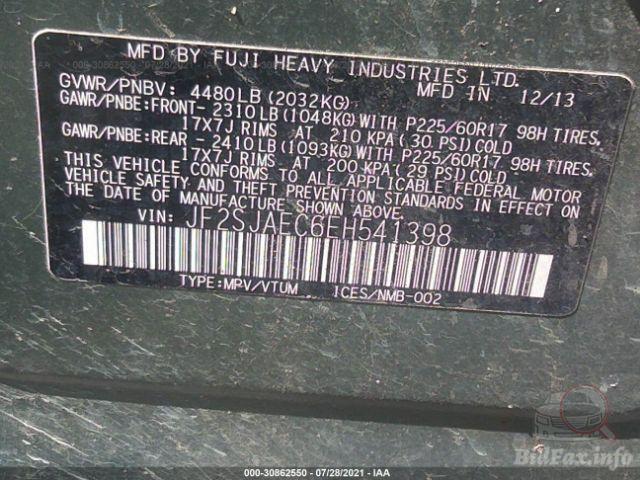 MFD BY FUJI HEAVY INDUSTRIES LTD.
GVWR/PNBV: 4480LB (2032KG) MFD IN 12/13
GAWR/PNBE:FRONT- 2310LB (1048KG) WITH P225/60R17 98H TIRES,
17X7J RIMS AT 210 KPA (30 PSI) COLD
GAWR/PNBE:REAR - 2410LB (1093KG) WITH P225/60R17 98H TIRES.
17X7J RIMS AT 200 KPA (29 PSI) COLD
THIS VEHICLE CONFORMS TO ALL APPLICABLE FEDERAL MOTOR
VEHICLE SAFETY AND THEFT PREVENTION STANDARDS IN EFFECT ON
THE DATE OF MANUFACTURE SHOWN ABOVE.
VIN: JF2SJAEC6EH541398
TYPE:MPV/VTUM ICES/NMB-002
BidFax.info
000-30862550 | 07/28/2021 | IAA